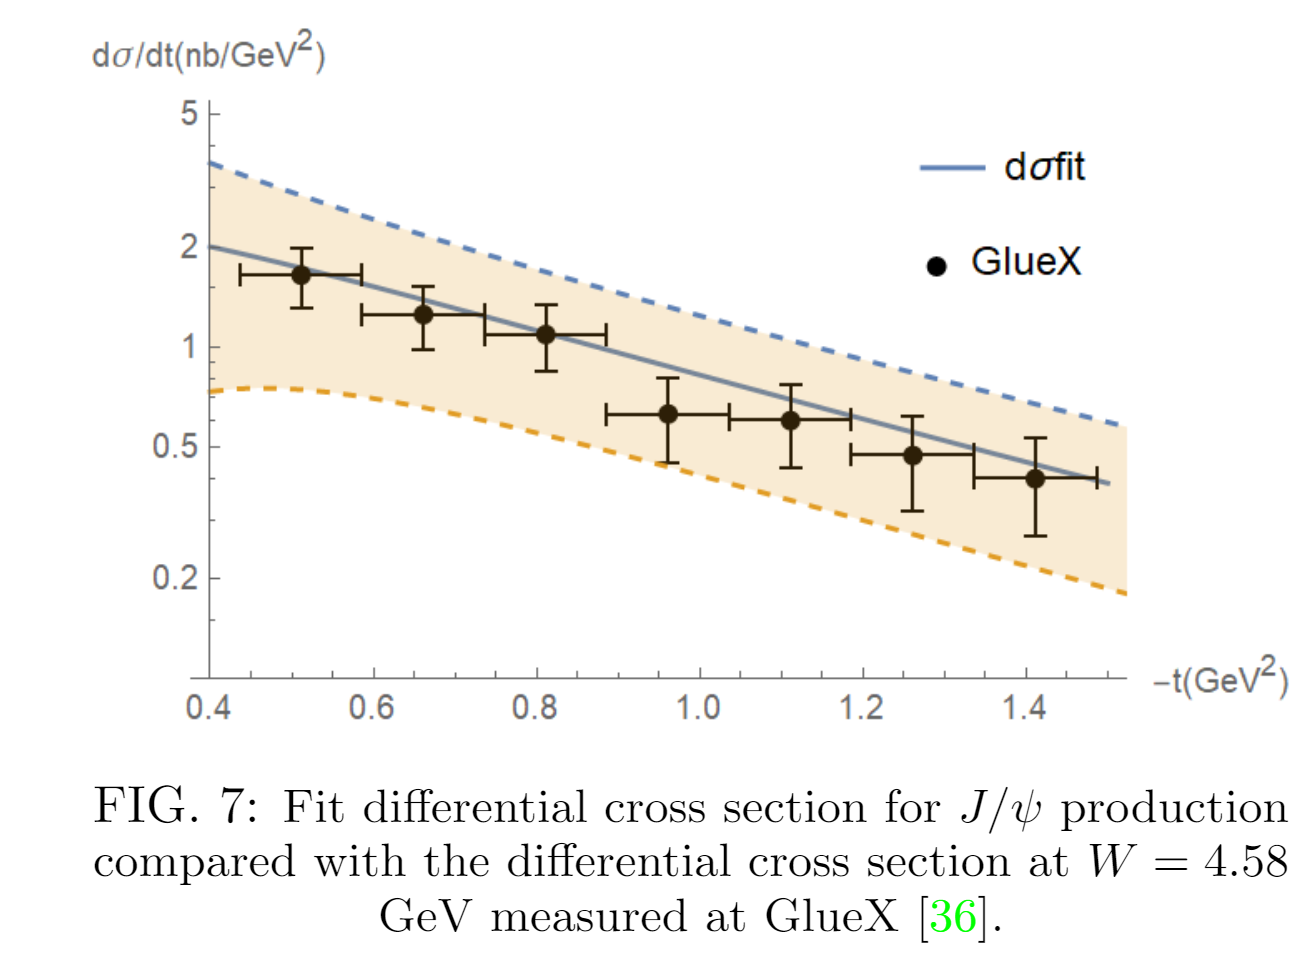 dσ/dt(nb/GeV²)
5
dσfit
2
GlueX
1
0.5
0.2
−t(GeV²)
0.4 0.6 0.8 1.0 1.2 1.4
FIG. 7: Fit differential cross section for J/ψ production
compared with the differential cross section at W = 4.58
GeV measured at GlueX [36].